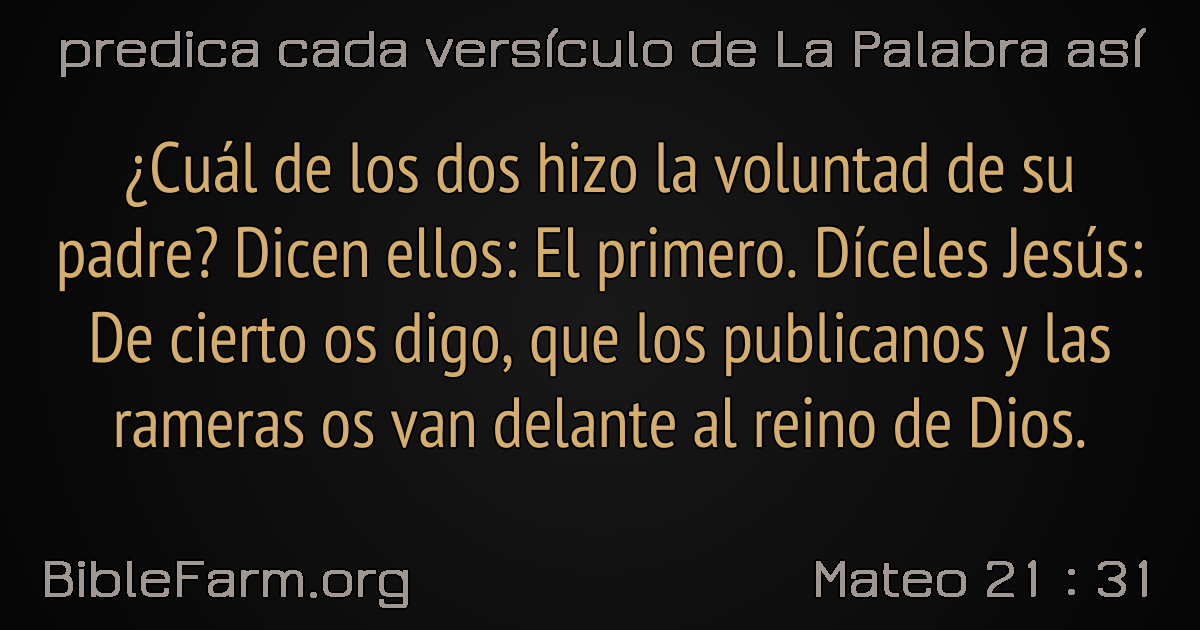 predica cada versículo de La Palabra así
¿Cuál de los dos hizo la voluntad de su
padre? Dicen ellos: El primero. Díceles Jesús:
De cierto os digo, que los publicanos y las
rameras os van delante al reino de Dios.
BibleFarm.org
Mateo 21 : 31